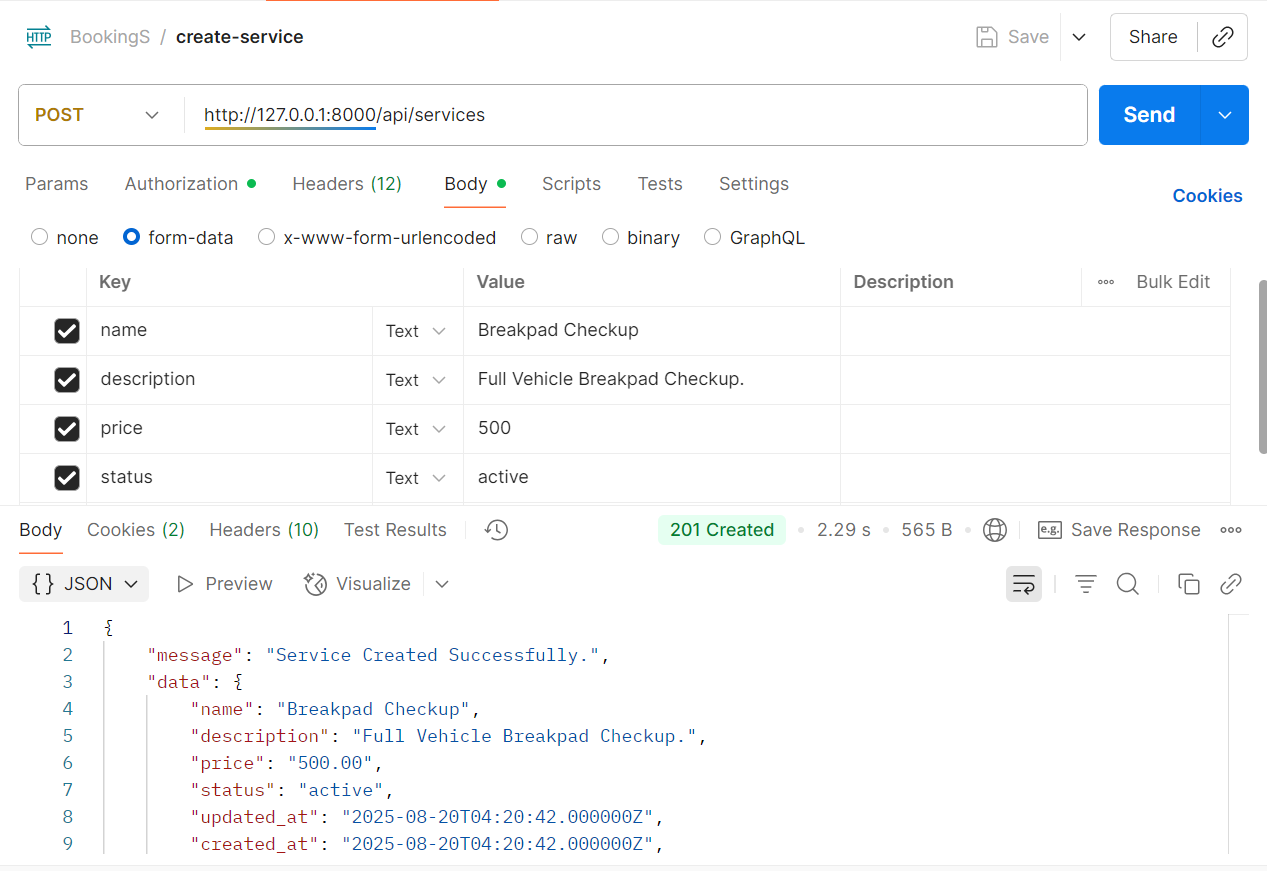 HTTP BookingS / create-service Save Share
POST http://127.0.0.1:8000/api/services Send
Params Authorization Headers (12) Body Scripts Tests Settings Cookies
none form-data x-www-form-urlencoded raw binary GraphQL
Key Value Description Bulk Edit
name Text Breakpad Checkup
description Text Full Vehicle Breakpad Checkup.
price Text 500
status Text active
Body Cookies (2) Headers (10) Test Results 201 Created 2.29 s 565 B e.g. Save Response
{} JSON Preview Visualize
1 {
2 "message": "Service Created Successfully.",
3 "data": {
4 "name": "Breakpad Checkup",
5 "description": "Full Vehicle Breakpad Checkup.",
6 "price": "500.00",
7 "status": "active",
8 "updated_at": "2025-08-20T04:20:42.000000Z",
9 "created_at": "2025-08-20T04:20:42.000000Z",